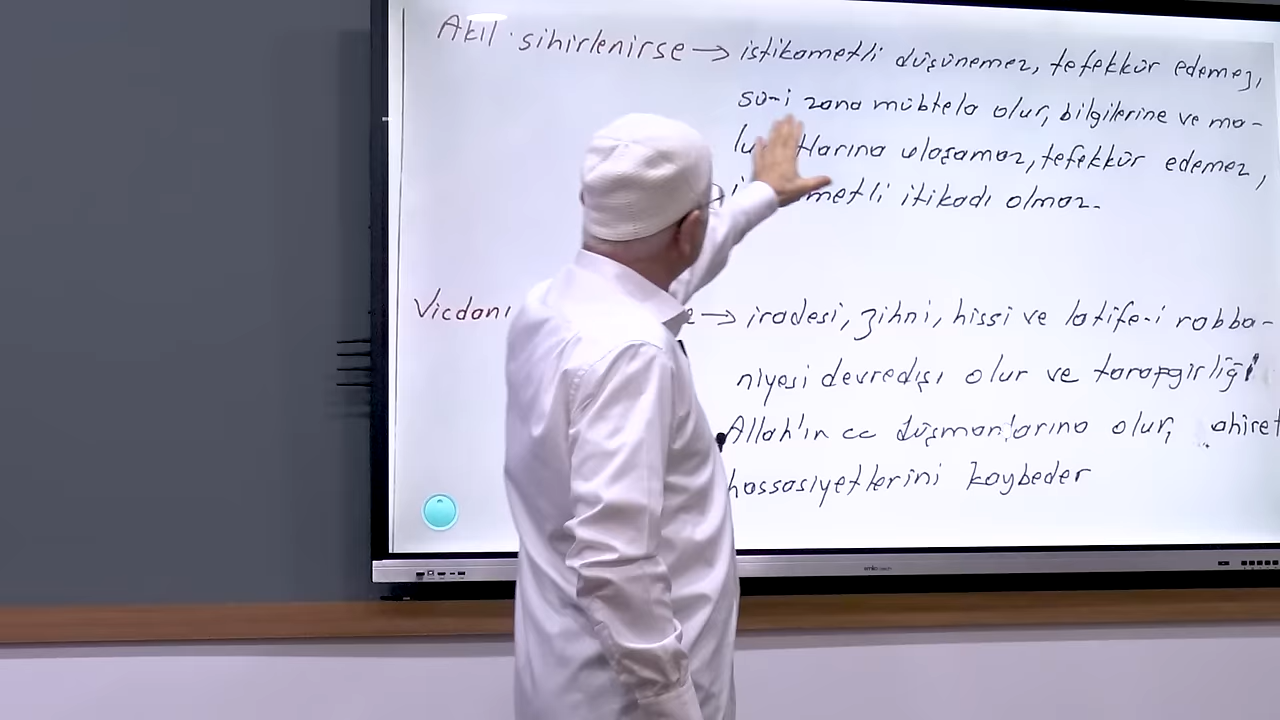 Akıl sihirlenirse → istikametli düşünemez, tefekkür edemez,
su-i zana mübtela olur, bilgilerine ve ma-
lu tlarına ulaşamaz, tefekkür edemez,
i metli itikadı olmaz.
Vicdanı → iradesi, zihni, hissi ve latife-i rabba-
niyesi devredışı olur ve tarafgirliği
Allah'ın cc düşmanlarına olur, ahiret
hassasiyetlerini kaybeder